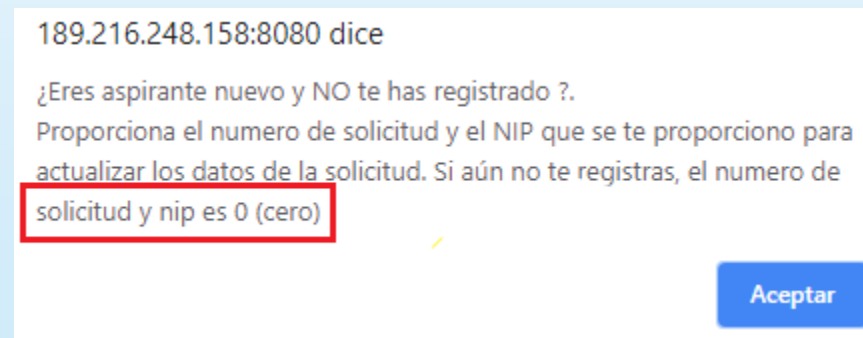 189.216.248.158:8080 dice
¿Eres aspirante nuevo y NO te has registrado ?.
Proporciona el numero de solicitud y el NIP que se te proporciono para
actualizar los datos de la solicitud. Si aún no te registras, el numero de
solicitud y nip es 0 (cero)
Aceptar